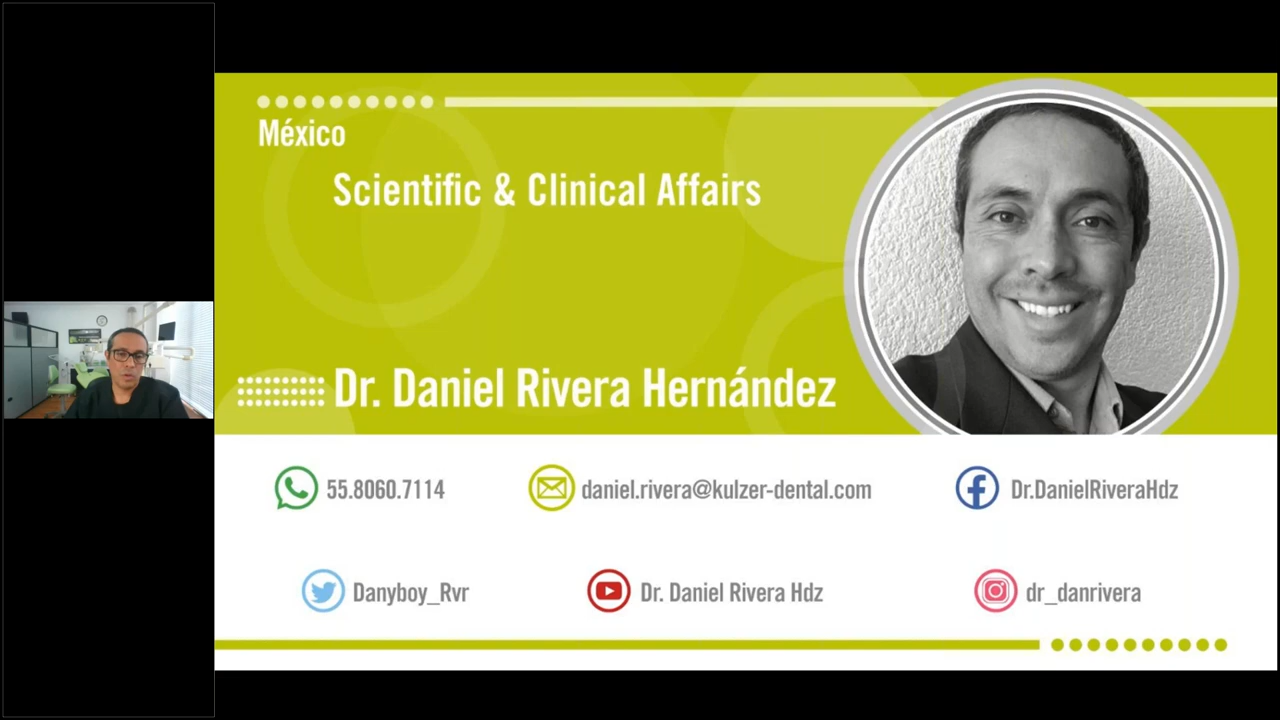 México
Scientific & Clinical Affairs
Dr. Daniel Rivera Hernández
55.8060.7114
daniel.rivera@kulzer-dental.com
Dr.DanielRiveraHdz
Danyboy_Rvr
Dr. Daniel Rivera Hdz
dr_danrivera